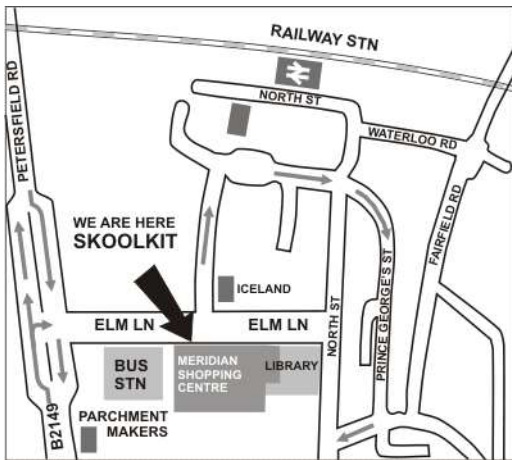 RAILWAY STN
NORTH ST
WATERLOO RD
PETERSFIELD RD
FAIRFIELD RD
WE ARE HERE
SKOOLKIT
ICELAND
PRINCE GEORGE'S ST
NORTH ST
ELM LN
ELM LN
BUS
STN
MERIDIAN
SHOPPING
CENTRE
LIBRARY
PARCHMENT
MAKERS
B2149